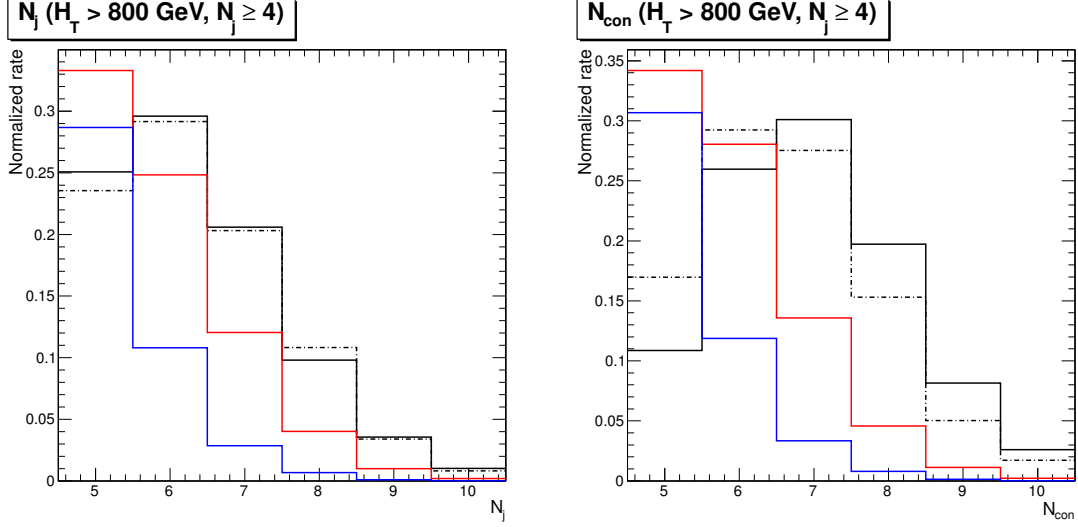 N_j (H_T > 800 GeV, N_j ≥ 4)
Normalized rate
0.3
0.25
0.2
0.15
0.1
0.05
0
5 6 7 8 9 10
N_j
N_con (H_T > 800 GeV, N_j ≥ 4)
Normalized rate
0.35
0.3
0.25
0.2
0.15
0.1
0.05
0
5 6 7 8 9 10
N_con